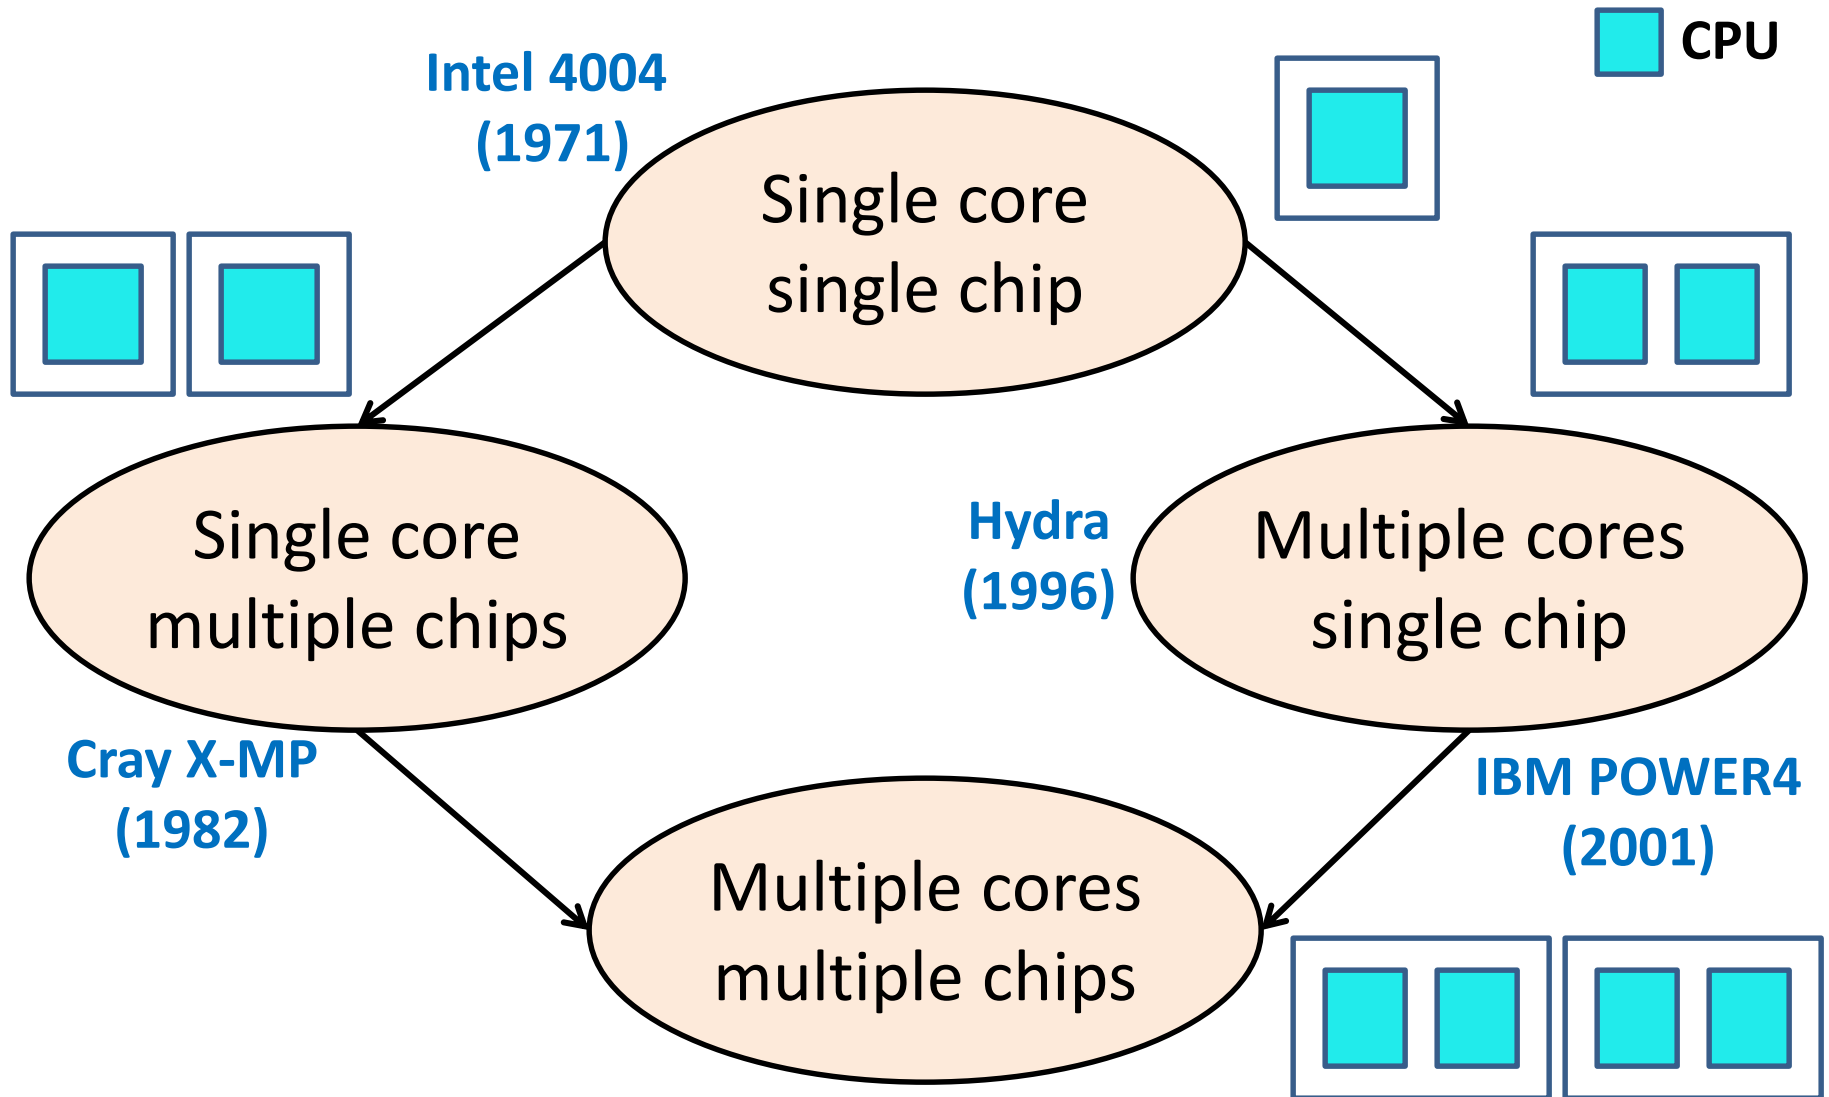 CPU
Intel 4004
(1971)
Single core
single chip
Single core
multiple chips
Hydra
(1996)
Multiple cores
single chip
Cray X-MP
(1982)
IBM POWER4
(2001)
Multiple cores
multiple chips